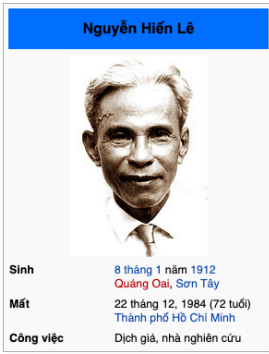 Nguyễn Hiến Lê
Sinh 8 tháng 1 năm 1912
Quảng Oai, Sơn Tây
Mất 22 tháng 12, 1984 (72 tuổi)
Thành phố Hồ Chí Minh
Công việc Dịch giả, nhà nghiên cứu